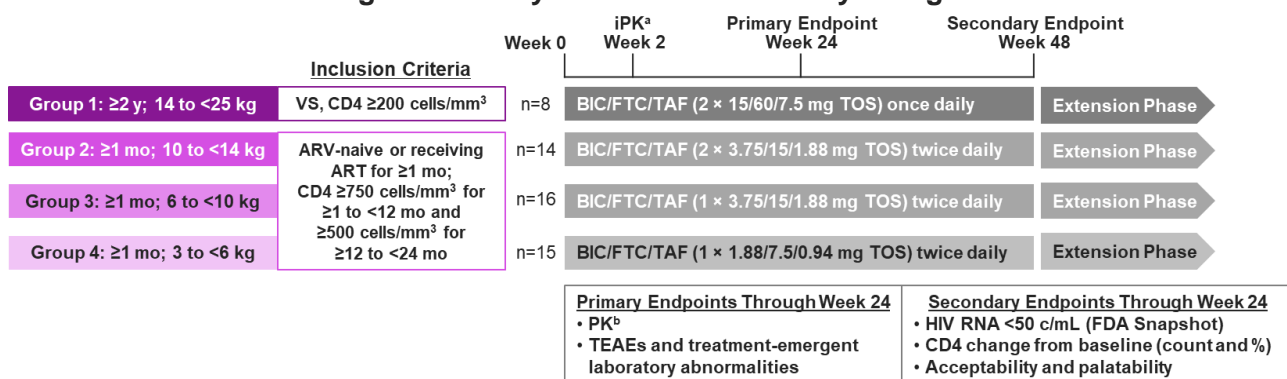 iPKᵃ Primary Endpoint Secondary Endpoint
Week 0 Week 2 Week 24 Week 48
Inclusion Criteria
Group 1: ≥2 y; 14 to <25 kg
VS, CD4 ≥200 cells/mm³
n=8
BIC/FTC/TAF (2 × 15/60/7.5 mg TOS) once daily
Extension Phase
Group 2: ≥1 mo; 10 to <14 kg
n=14
BIC/FTC/TAF (2 × 3.75/15/1.88 mg TOS) twice daily
Extension Phase
Group 3: ≥1 mo; 6 to <10 kg
n=16
BIC/FTC/TAF (1 × 3.75/15/1.88 mg TOS) twice daily
Extension Phase
Group 4: ≥1 mo; 3 to <6 kg
n=15
BIC/FTC/TAF (1 × 1.88/7.5/0.94 mg TOS) twice daily
Extension Phase
ARV-naive or receiving
ART for ≥1 mo;
CD4 ≥750 cells/mm³ for
≥1 to <12 mo and
≥500 cells/mm³ for
≥12 to <24 mo
Primary Endpoints Through Week 24
• PKᵇ
• TEAEs and treatment-emergent
laboratory abnormalities
Secondary Endpoints Through Week 24
• HIV RNA <50 c/mL (FDA Snapshot)
• CD4 change from baseline (count and %)
• Acceptability and palatability